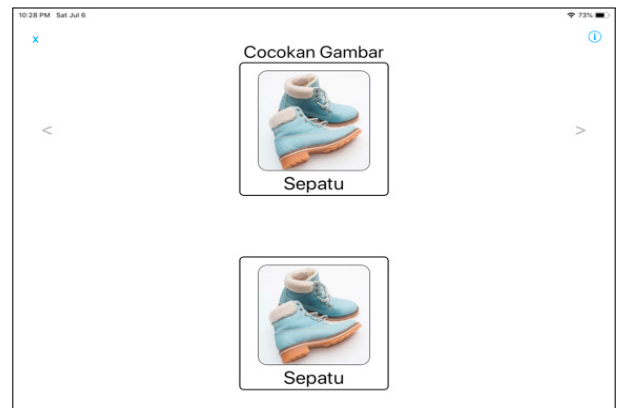 10:28 PM Sat Jul 6
73%
x
i
Cocokan Gambar
<
>
Sepatu
Sepatu